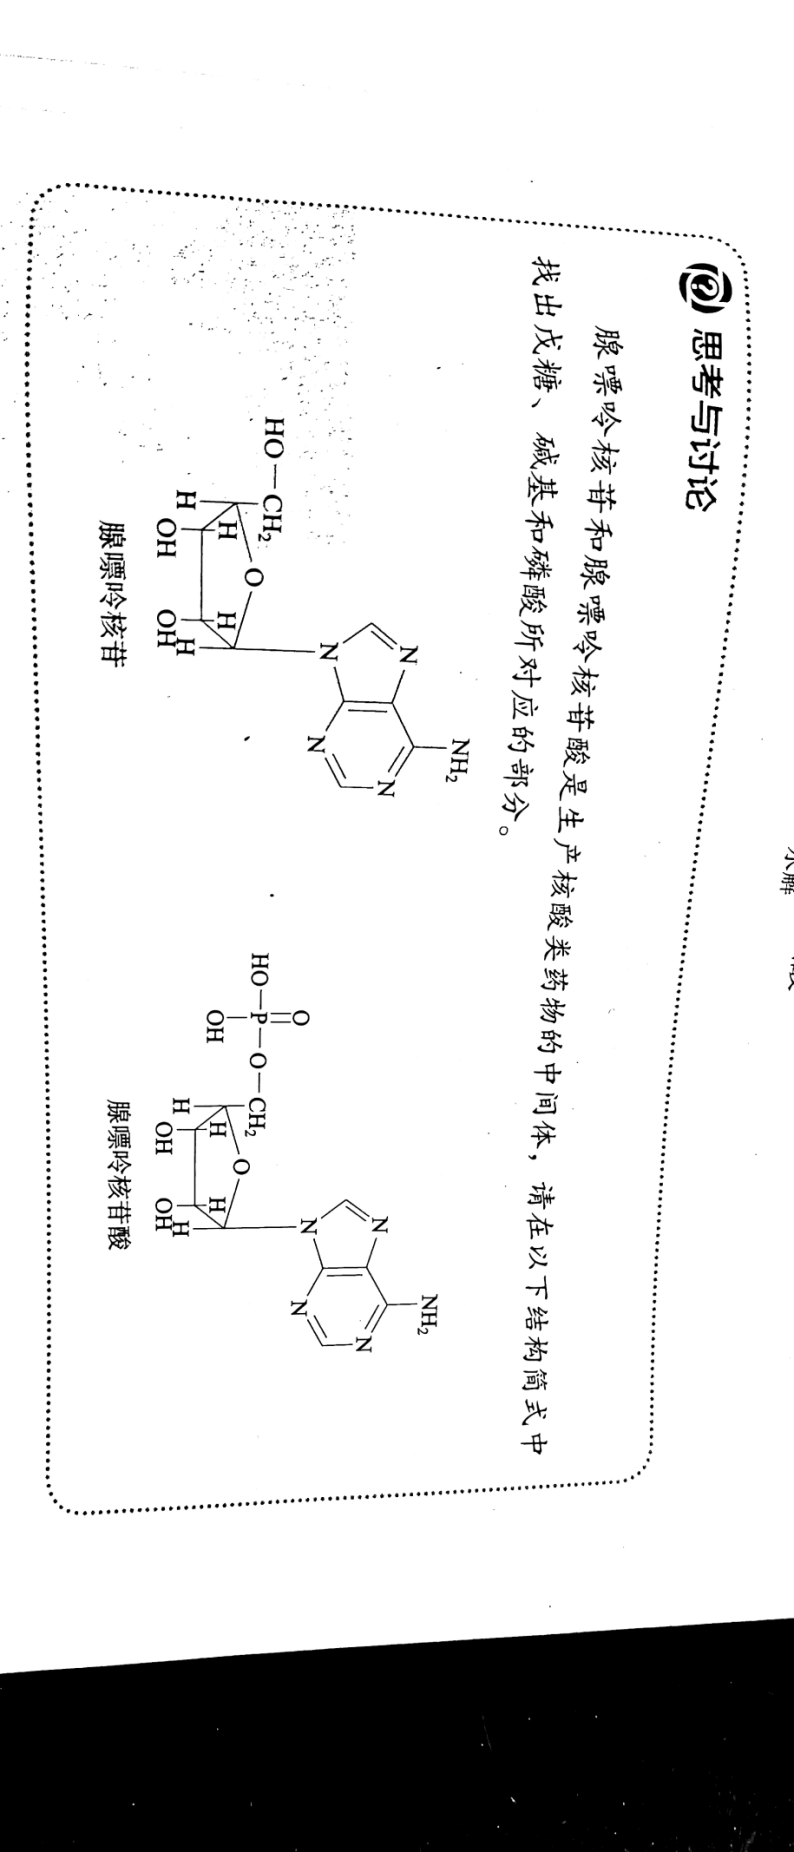 思考与讨论
腺嘌呤核苷和腺嘌呤核苷酸是生产核酸类药物的中间体，请在以下结构简式中
找出戊糖、碱基和磷酸所对应的部分。
NH₂
N
N
N
N
HO—CH₂
O
H
H
H
H
OH
OH
腺嘌呤核苷
NH₂
N
N
N
N
O
HO—P—O—CH₂
OH
O
H
H
H
H
OH
OH
腺嘌呤核苷酸